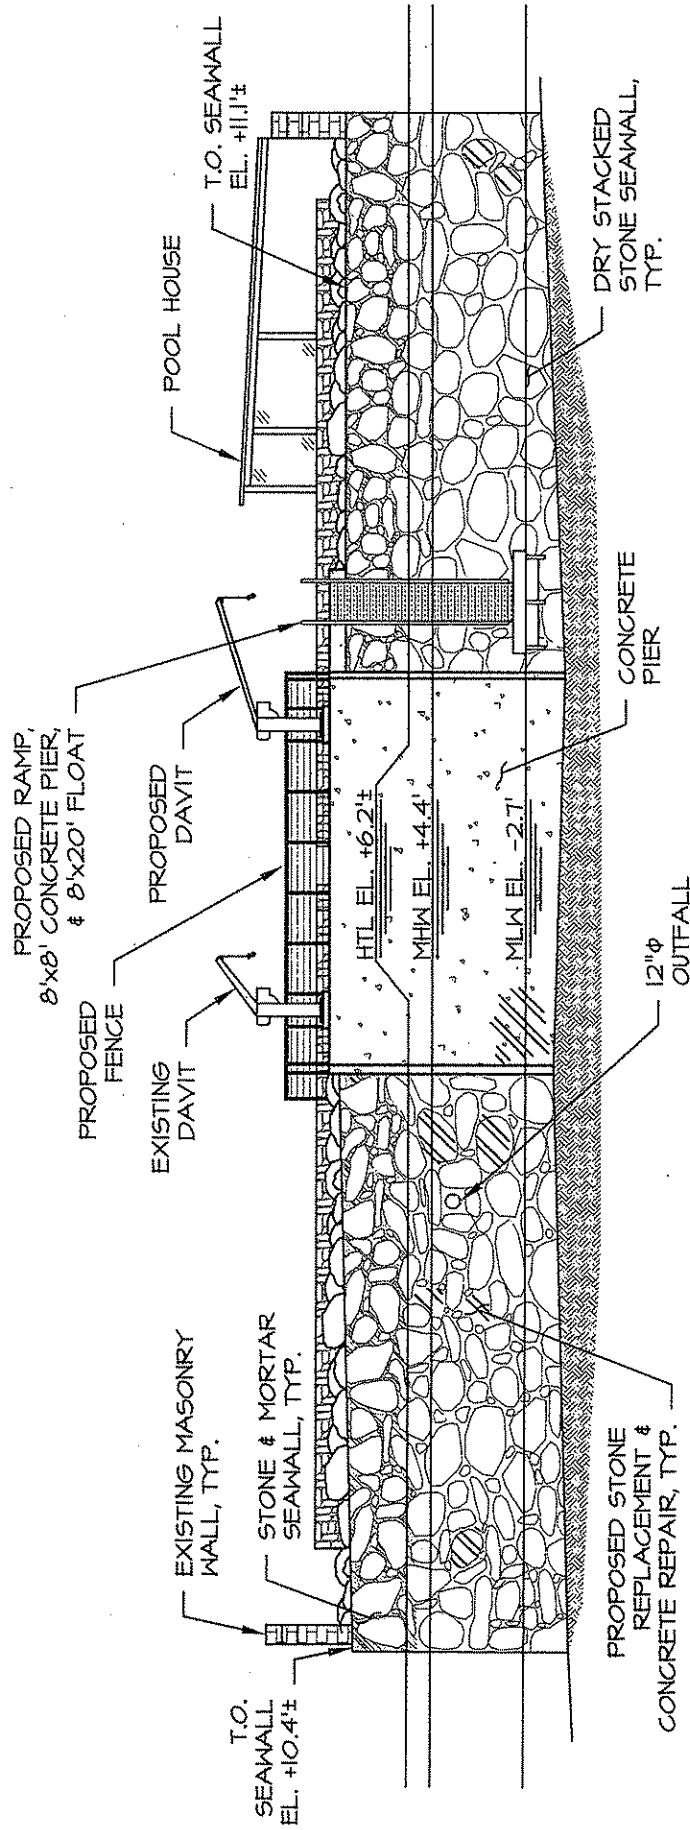 T.O.
SEAWALL
EL. +10.4'±
EXISTING MASONRY
WALL, TYP.
STONE & MORTAR
SEAWALL, TYP.
EXISTING
DAVIT
PROPOSED
FENCE
PROPOSED RAMP,
8'x8' CONCRETE PIER,
& 8'x20' FLOAT
PROPOSED
DAVIT
POOL HOUSE
T.O. SEAWALL
EL. +11.1'±
HTL EL. +6.2'±
MHW EL. +4.4'
MLW EL. -2.7'
PROPOSED STONE
REPLACEMENT &
CONCRETE REPAIR, TYP.
12"Φ
OUTFALL
CONCRETE
PIER
DRY STACKED
STONE SEAWALL,
TYP.